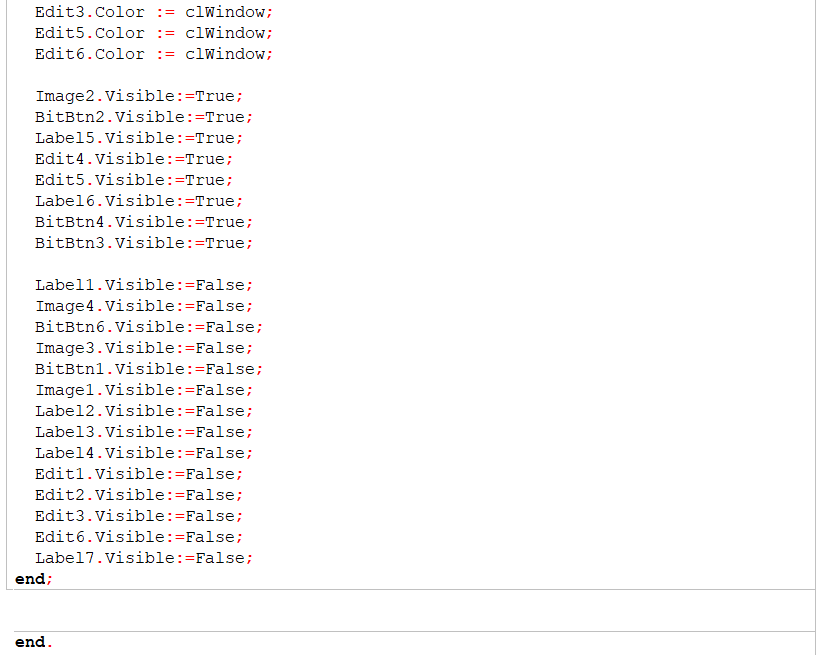 Edit3.Color := clWindow;
Edit5.Color := clWindow;
Edit6.Color := clWindow;
Image2.Visible:=True;
BitBtn2.Visible:=True;
Label5.Visible:=True;
Edit4.Visible:=True;
Edit5.Visible:=True;
Label6.Visible:=True;
BitBtn4.Visible:=True;
BitBtn3.Visible:=True;
Label1.Visible:=False;
Image4.Visible:=False;
BitBtn6.Visible:=False;
Image3.Visible:=False;
BitBtn1.Visible:=False;
Image1.Visible:=False;
Label2.Visible:=False;
Label3.Visible:=False;
Label4.Visible:=False;
Edit1.Visible:=False;
Edit2.Visible:=False;
Edit3.Visible:=False;
Edit6.Visible:=False;
Label7.Visible:=False;
end;
end.